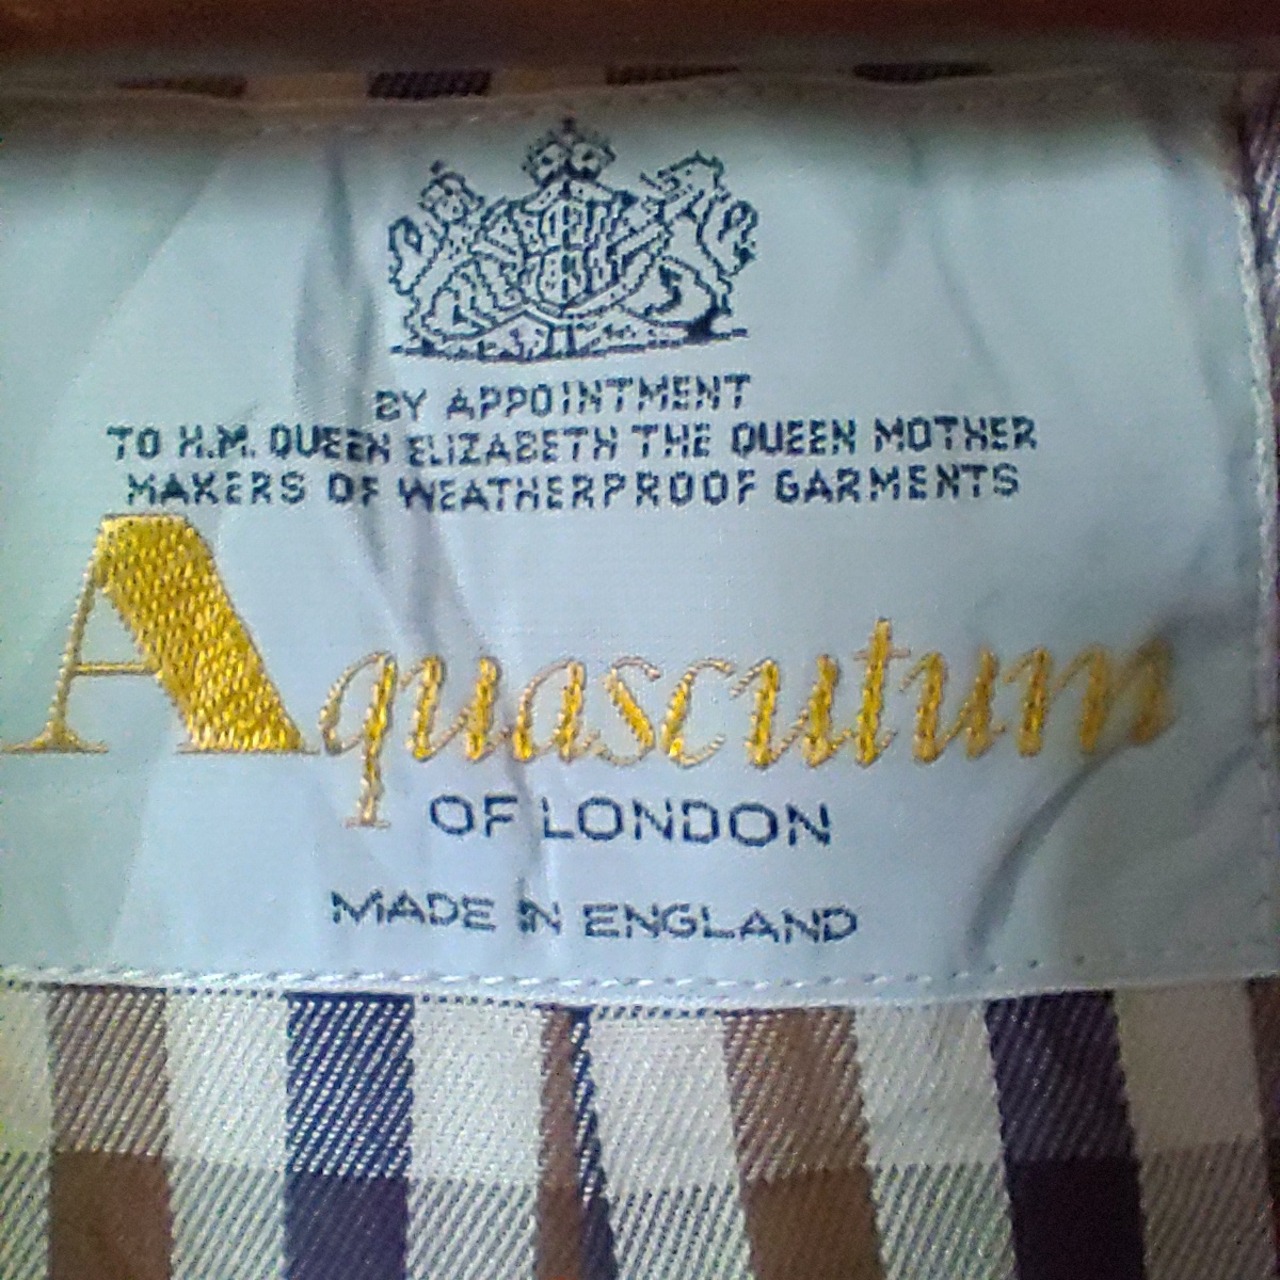 BY APPOINTMENT
TO H.M. QUEEN ELIZABETH THE QUEEN MOTHER
MAKERS OF WEATHERPROOF GARMENTS
Aquascutum
OF LONDON
MADE IN ENGLAND